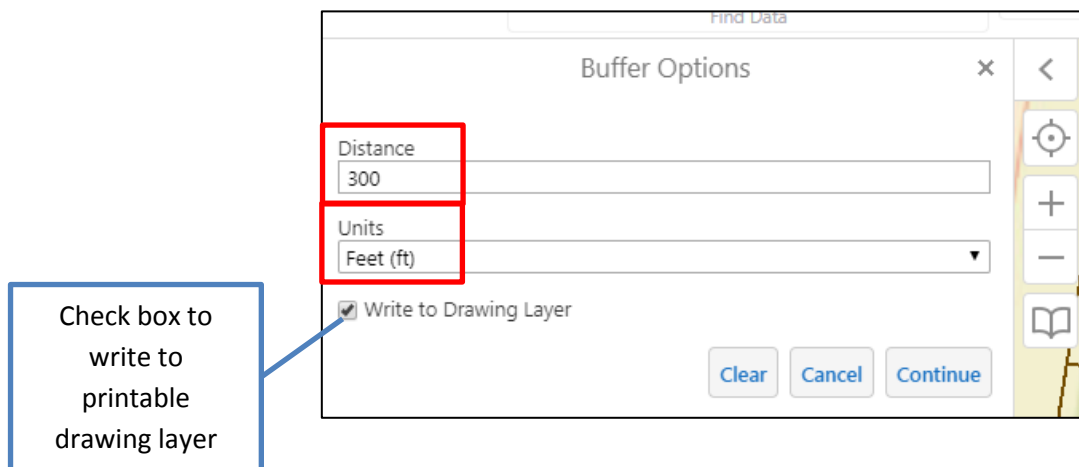 Find Data
Buffer Options
Distance
300
Units
Feet (ft)
Write to Drawing Layer
Clear Cancel Continue
Check box to
write to
printable
drawing layer